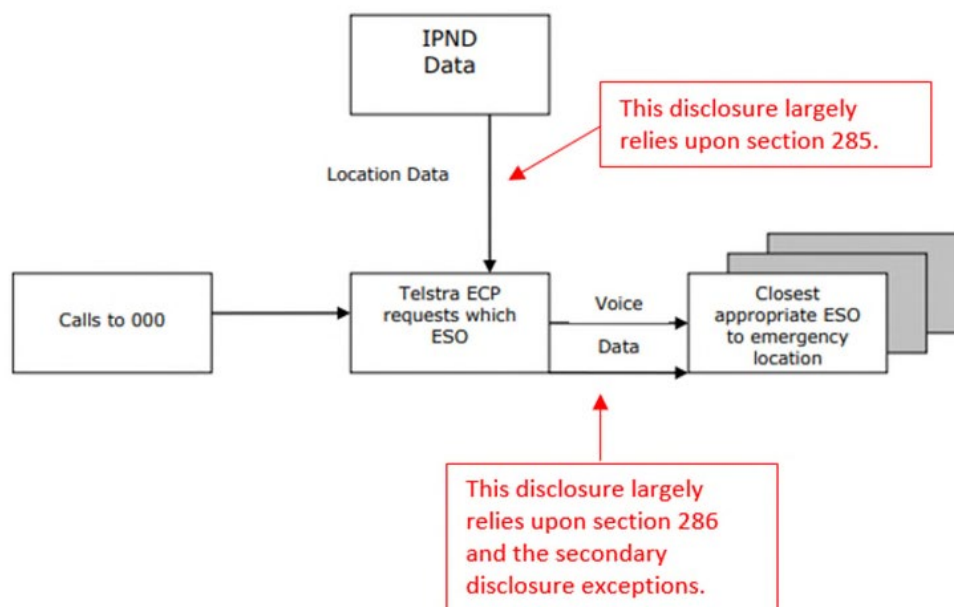 IPND
Data
This disclosure largely
relies upon section 285.
Location Data
Calls to 000
Telstra ECP
requests which
ESO
Voice
Data
Closest
appropriate ESO
to emergency
location
This disclosure largely
relies upon section 286
and the secondary
disclosure exceptions.